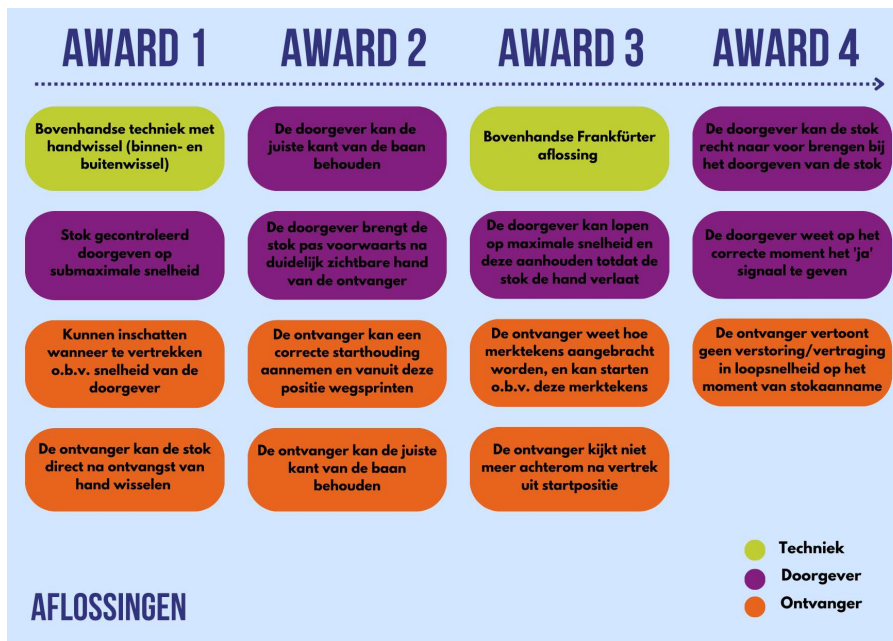 AWARD 1
AWARD 2
AWARD 3
AWARD 4
Bovenhandse techniek met
handwissel (binnen- en
buitenwissel)
De doorgever kan de
juiste kant van de baan
behouden
Bovenhandse Frankfürter
aflossing
De doorgever kan de stok
recht naar voor brengen bij
het doorgeven van de stok
Stok gecontroleerd
doorgeven op
submaximale snelheid
De doorgever brengt de
stok pas voorwaarts na
duidelijk zichtbare hand
van de ontvanger
De doorgever kan lopen
op maximale snelheid en
deze aanhouden totdat de
stok de hand verlaat
De doorgever weet op het
correcte moment het 'ja'
signaal te geven
Kunnen inschatten
wanneer te vertrekken
o.b.v. snelheid van de
doorgever
De ontvanger kan een
correcte starthouding
aannemen en vanuit deze
positie wegsprinten
De ontvanger weet hoe
merktekens aangebracht
worden, en kan starten
o.b.v. deze merktekens
De ontvanger vertoont
geen verstoring/vertraging
in loopsnelheid op het
moment van stokaanname
De ontvanger kan de stok
direct na ontvangst van
hand wisselen
De ontvanger kan de juiste
kant van de baan
behouden
De ontvanger kijkt niet
meer achterom na vertrek
uit startpositie
Techniek
Doorgever
Ontvanger
AFLOSSINGEN